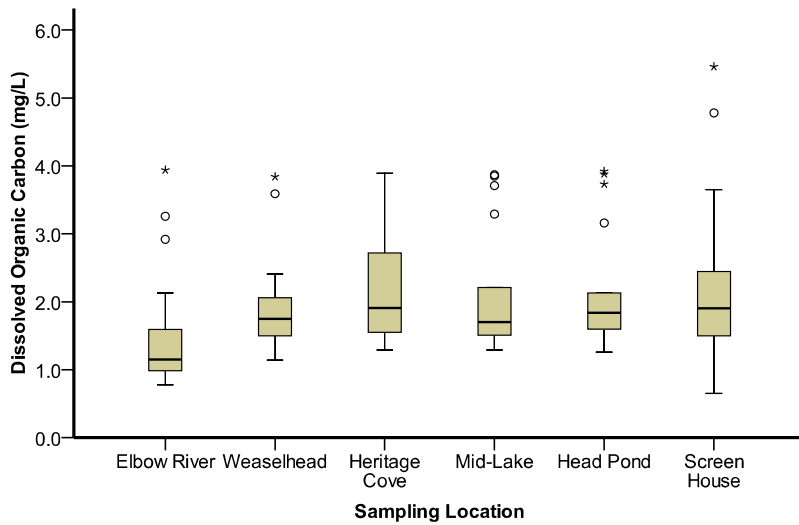 Dissolved Organic Carbon (mg/L)
6.0
5.0
4.0
3.0
2.0
1.0
0.0
Elbow River Weaselhead Heritage Cove Mid-Lake Head Pond Screen House
Sampling Location